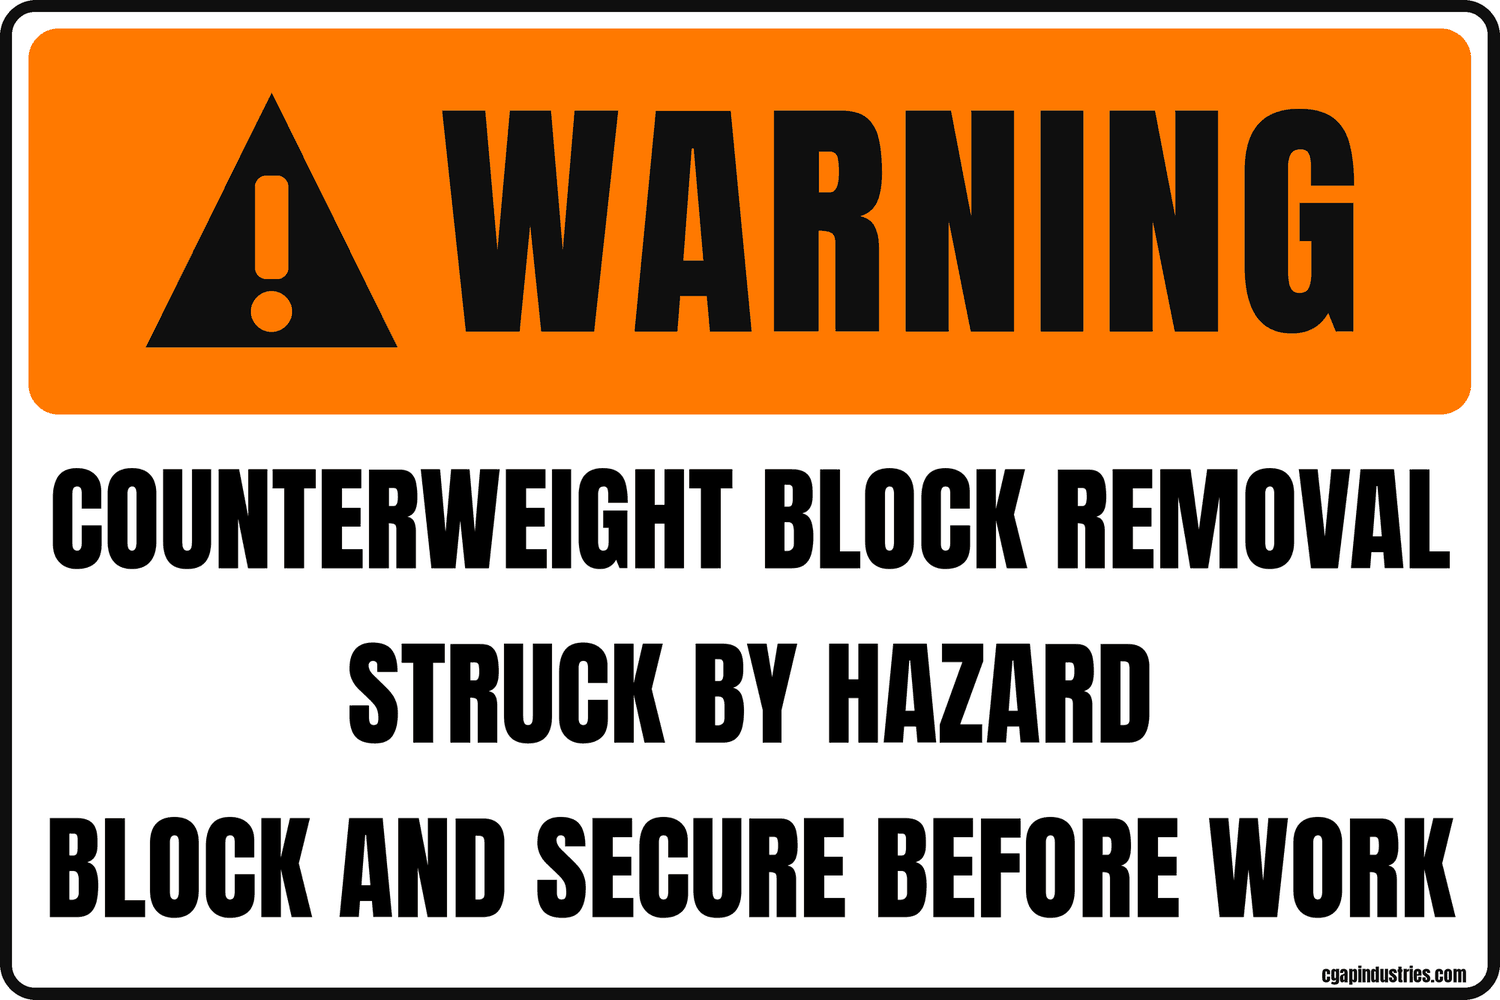 WARNING
COUNTERWEIGHT BLOCK REMOVAL
STRUCK BY HAZARD
BLOCK AND SECURE BEFORE WORK
cgapindustries.com